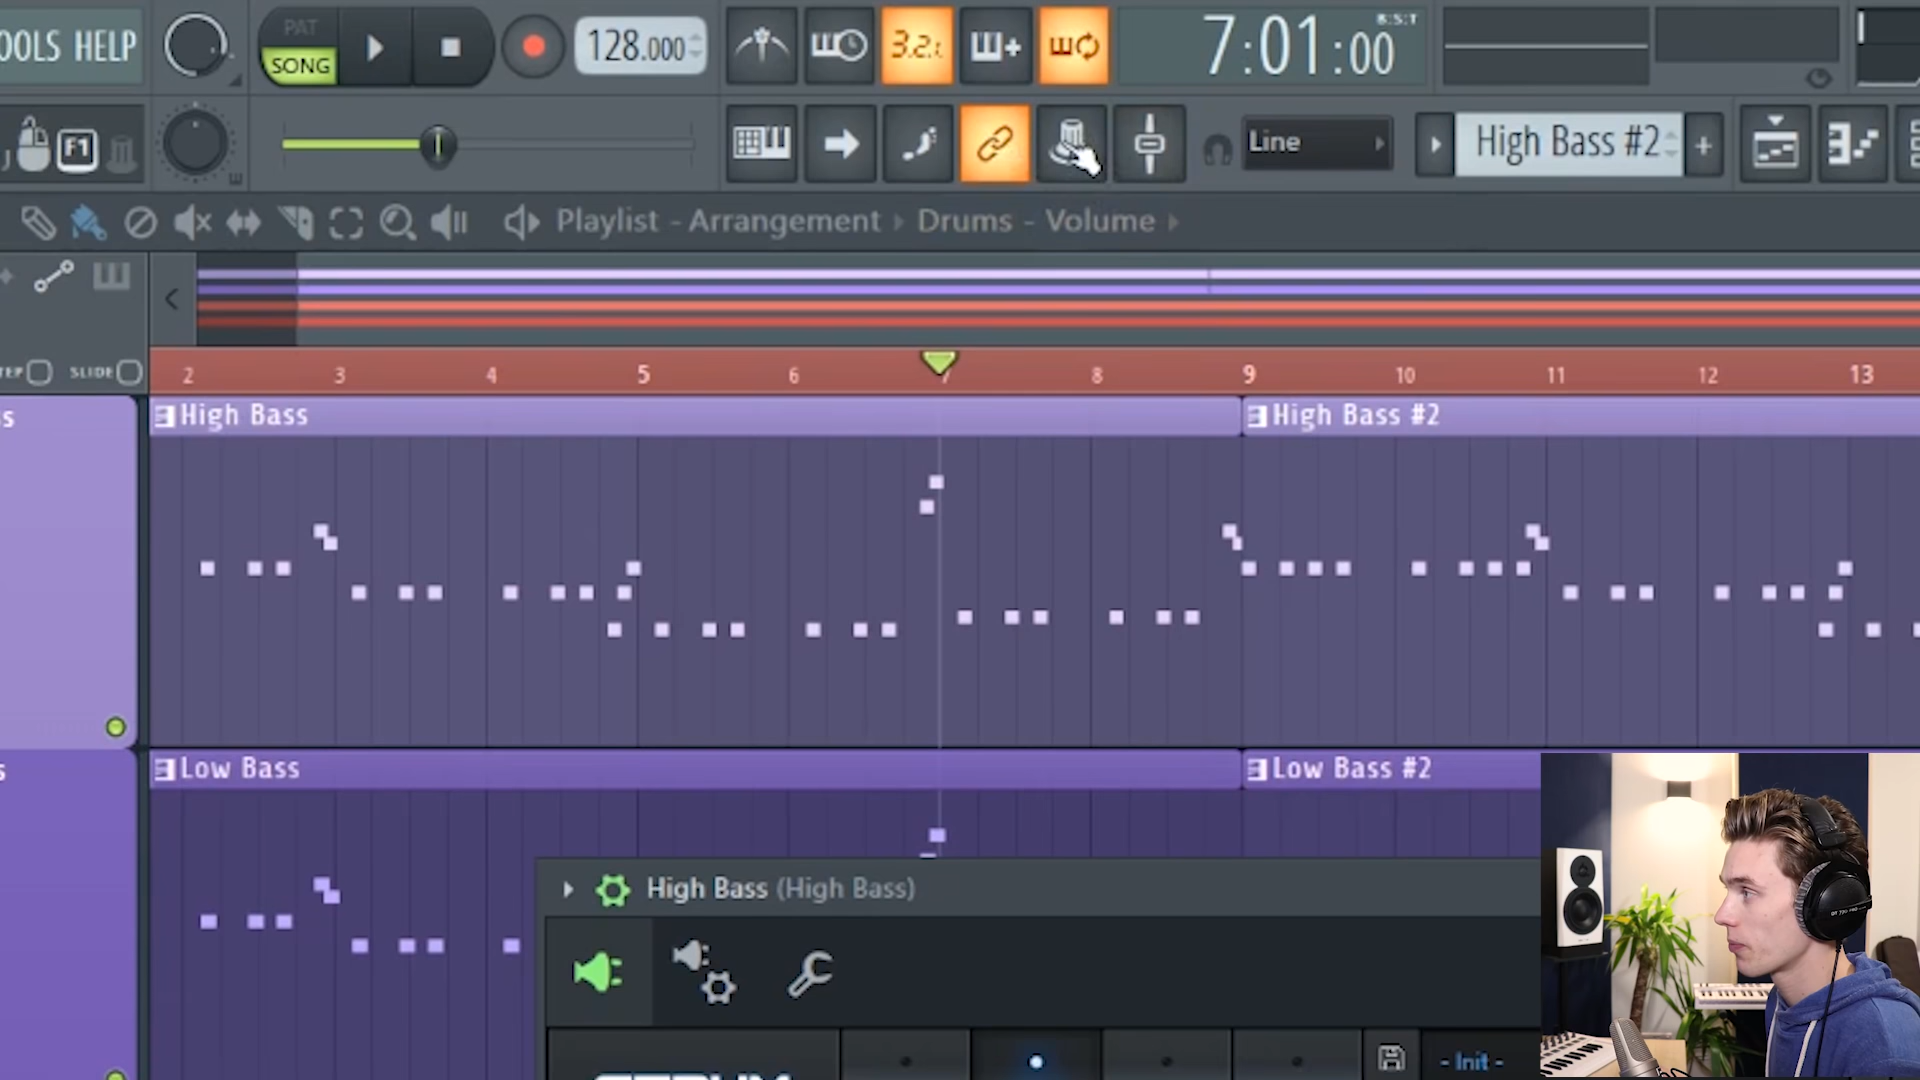 OOLS HELP
PAT
SONG
128.000
3.2.
7:01:00
B:S:T
F1
Line
High Bass #2
Playlist - Arrangement › Drums - Volume
SLIDE
2 3 4 5 6 7 8 9 10 11 12 13
High Bass
High Bass #2
Low Bass
Low Bass #2
High Bass (High Bass)
- Init -